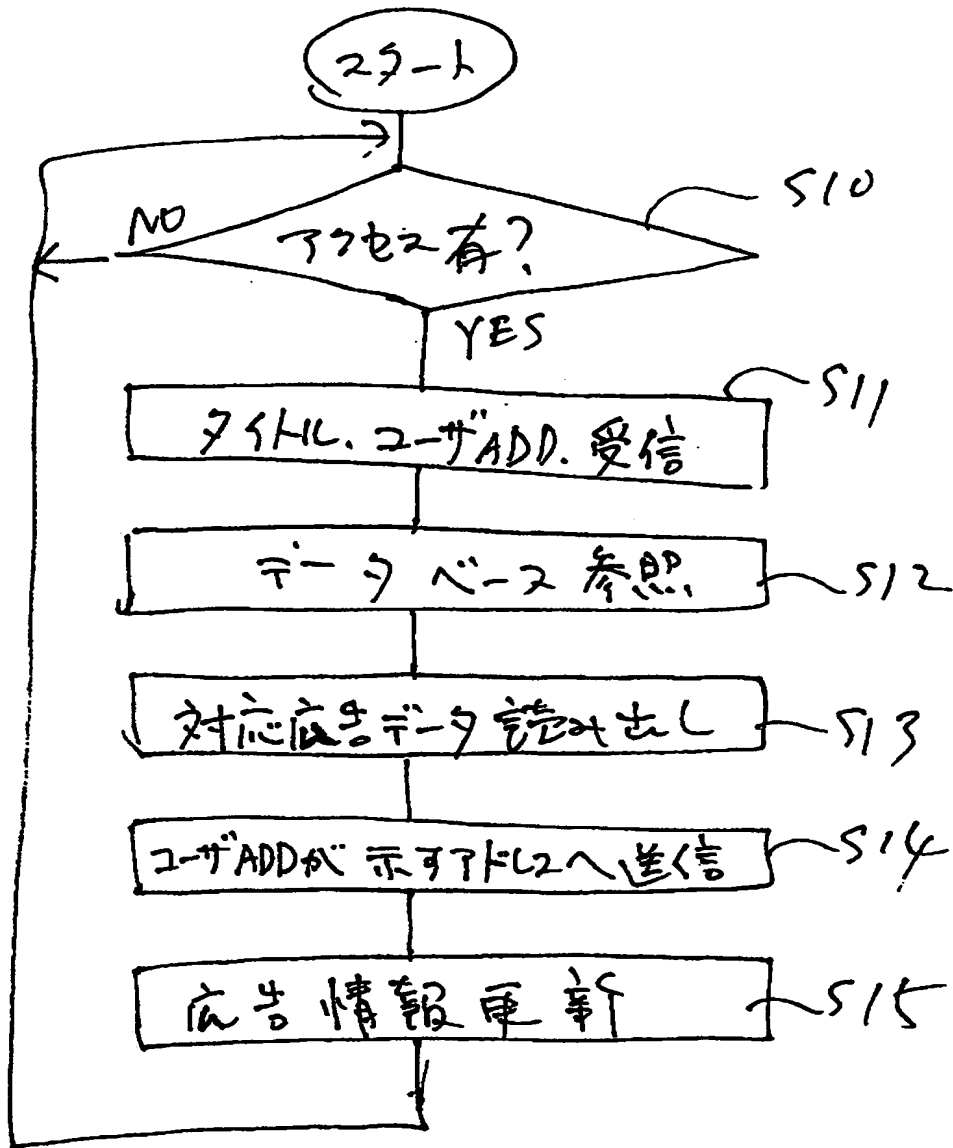 スタート
S10
NO
アクセス有?
YES
S11
タイトル、ユーザADD、受信
データベース参照
S12
対応広告データ読み出し
S13
ユーザADDが示すアドレスへ送信
S14
広告情報更新
S15